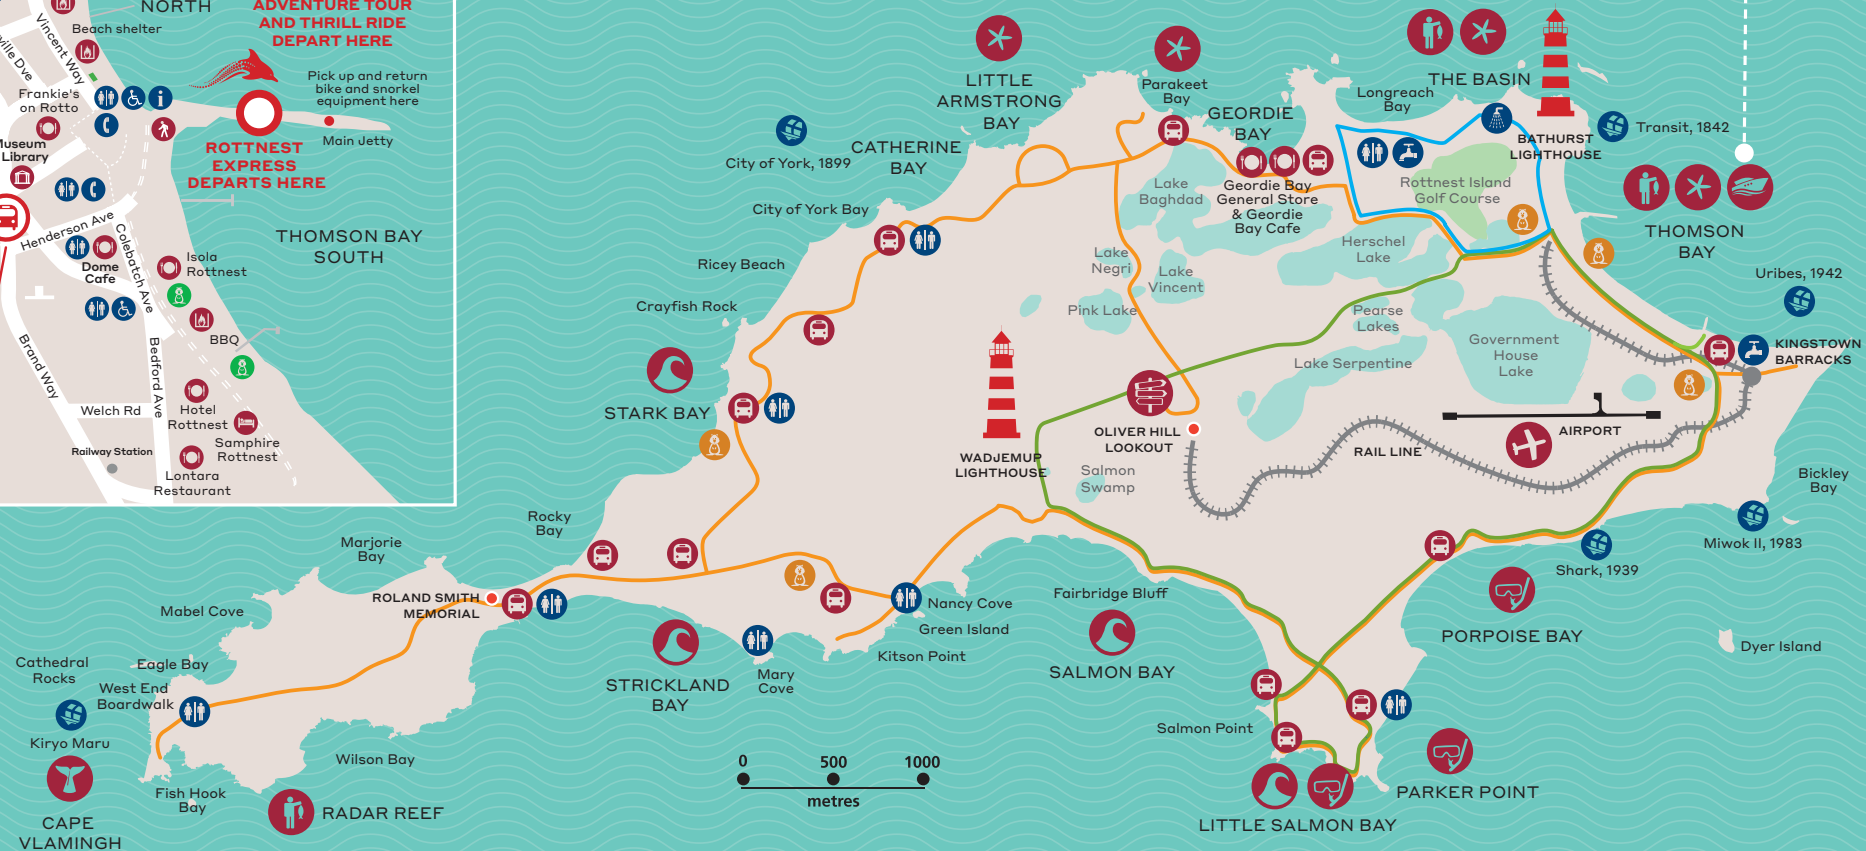 NORTH
ADVENTURE TOUR
AND THRILL RIDE
DEPART HERE
Vincent Way
Beach shelter
ville Dve
Frankie's
on Rotto
i
Pick up and return
bike and snorkel
equipment here
Main Jetty
ROTTNEST
EXPRESS
DEPARTS HERE
Museum
Library
Henderson Ave
Colebatch Ave
THOMSON BAY
SOUTH
Dome
Cafe
Isola
Rottnest
BBQ
Brand Way
Bedford Ave
Welch Rd
Hotel
Rottnest
Samphire
Rottnest
Railway Station
Lontara
Restaurant
LITTLE
ARMSTRONG
BAY
Parakeet
Bay
GEORDIE
BAY
Longreach
Bay
THE BASIN
BATHURST
LIGHTHOUSE
Transit, 1842
City of York, 1899
CATHERINE
BAY
City of York Bay
Lake
Baghdad
Geordie Bay
General Store
& Geordie
Bay Cafe
Rottnest Island
Golf Course
THOMSON
BAY
Herschel
Lake
Ricey Beach
Lake
Negri
Lake
Vincent
Uribes, 1942
Crayfish Rock
Pink Lake
Pearse
Lakes
Government
House
Lake
KINGSTOWN
BARRACKS
Lake Serpentine
STARK BAY
OLIVER HILL
LOOKOUT
AIRPORT
RAIL LINE
WADJEMUP
LIGHTHOUSE
Salmon
Swamp
Bickley
Bay
Rocky
Bay
Miwok II, 1983
Marjorie
Bay
Shark, 1939
ROLAND SMITH
MEMORIAL
Fairbridge Bluff
Nancy Cove
Mabel Cove
Green Island
PORPOISE BAY
Dyer Island
Kitson Point
Cathedral
Rocks
Eagle Bay
SALMON BAY
STRICKLAND
BAY
Mary
Cove
West End
Boardwalk
Salmon Point
Kiryo Maru
Wilson Bay
0 500 1000
metres
Fish Hook
Bay
RADAR REEF
PARKER POINT
CAPE
VLAMINGH
LITTLE SALMON BAY